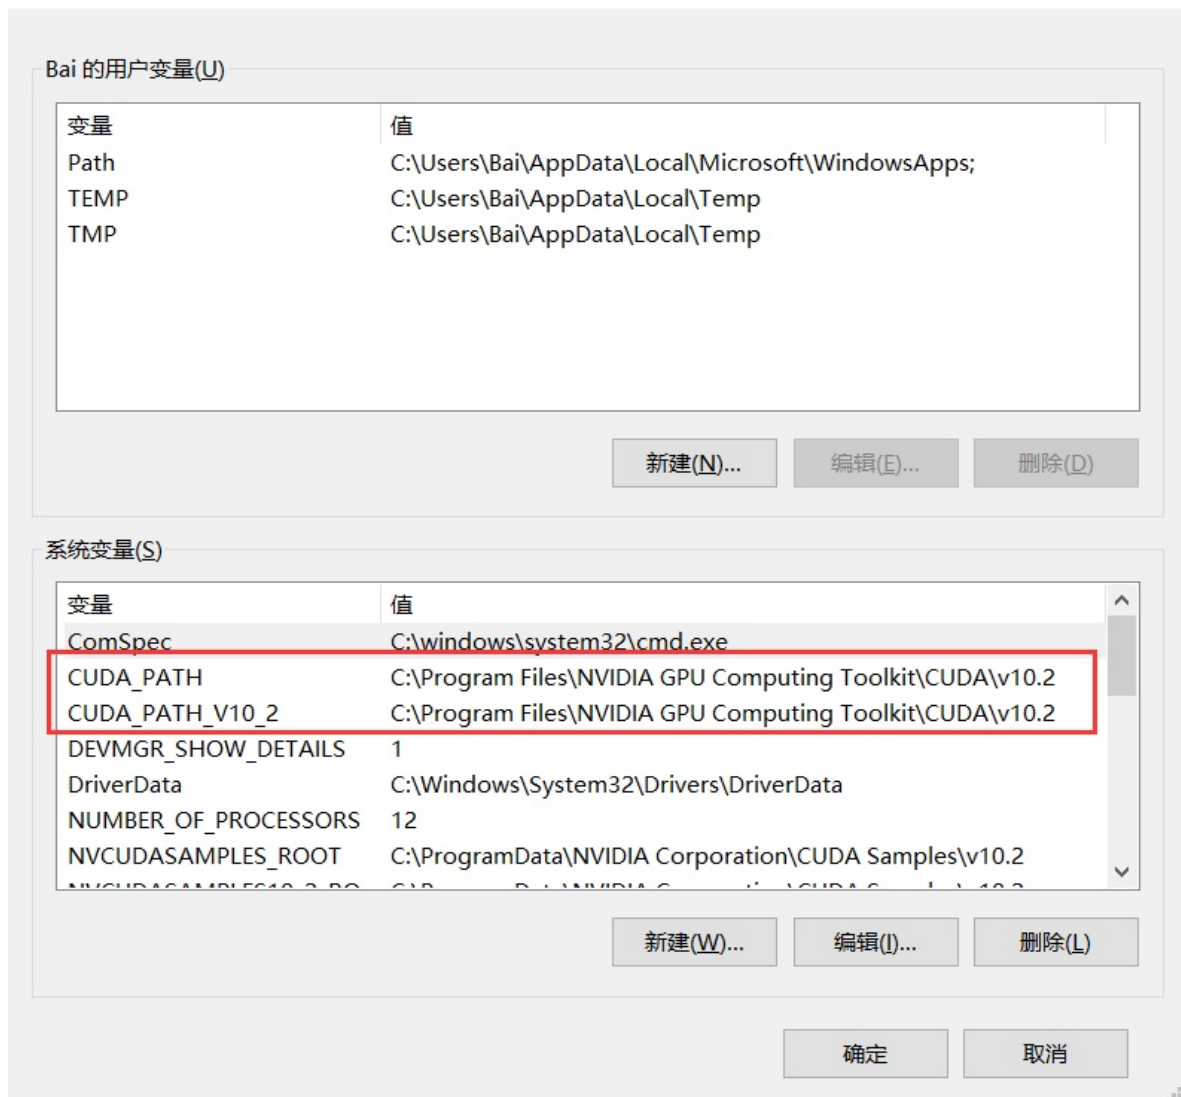 Bai 的用户变量(U)
变量 值
Path C:\Users\Bai\AppData\Local\Microsoft\WindowsApps;
TEMP C:\Users\Bai\AppData\Local\Temp
TMP C:\Users\Bai\AppData\Local\Temp
新建(N)... 编辑(E)... 删除(D)
系统变量(S)
变量 值
ComSpec C:\windows\system32\cmd.exe
CUDA_PATH C:\Program Files\NVIDIA GPU Computing Toolkit\CUDA\v10.2
CUDA_PATH_V10_2 C:\Program Files\NVIDIA GPU Computing Toolkit\CUDA\v10.2
DEVMGR_SHOW_DETAILS 1
DriverData C:\Windows\System32\Drivers\DriverData
NUMBER_OF_PROCESSORS 12
NVCUDASAMPLES_ROOT C:\ProgramData\NVIDIA Corporation\CUDA Samples\v10.2
新建(W)... 编辑(I)... 删除(L)
确定 取消